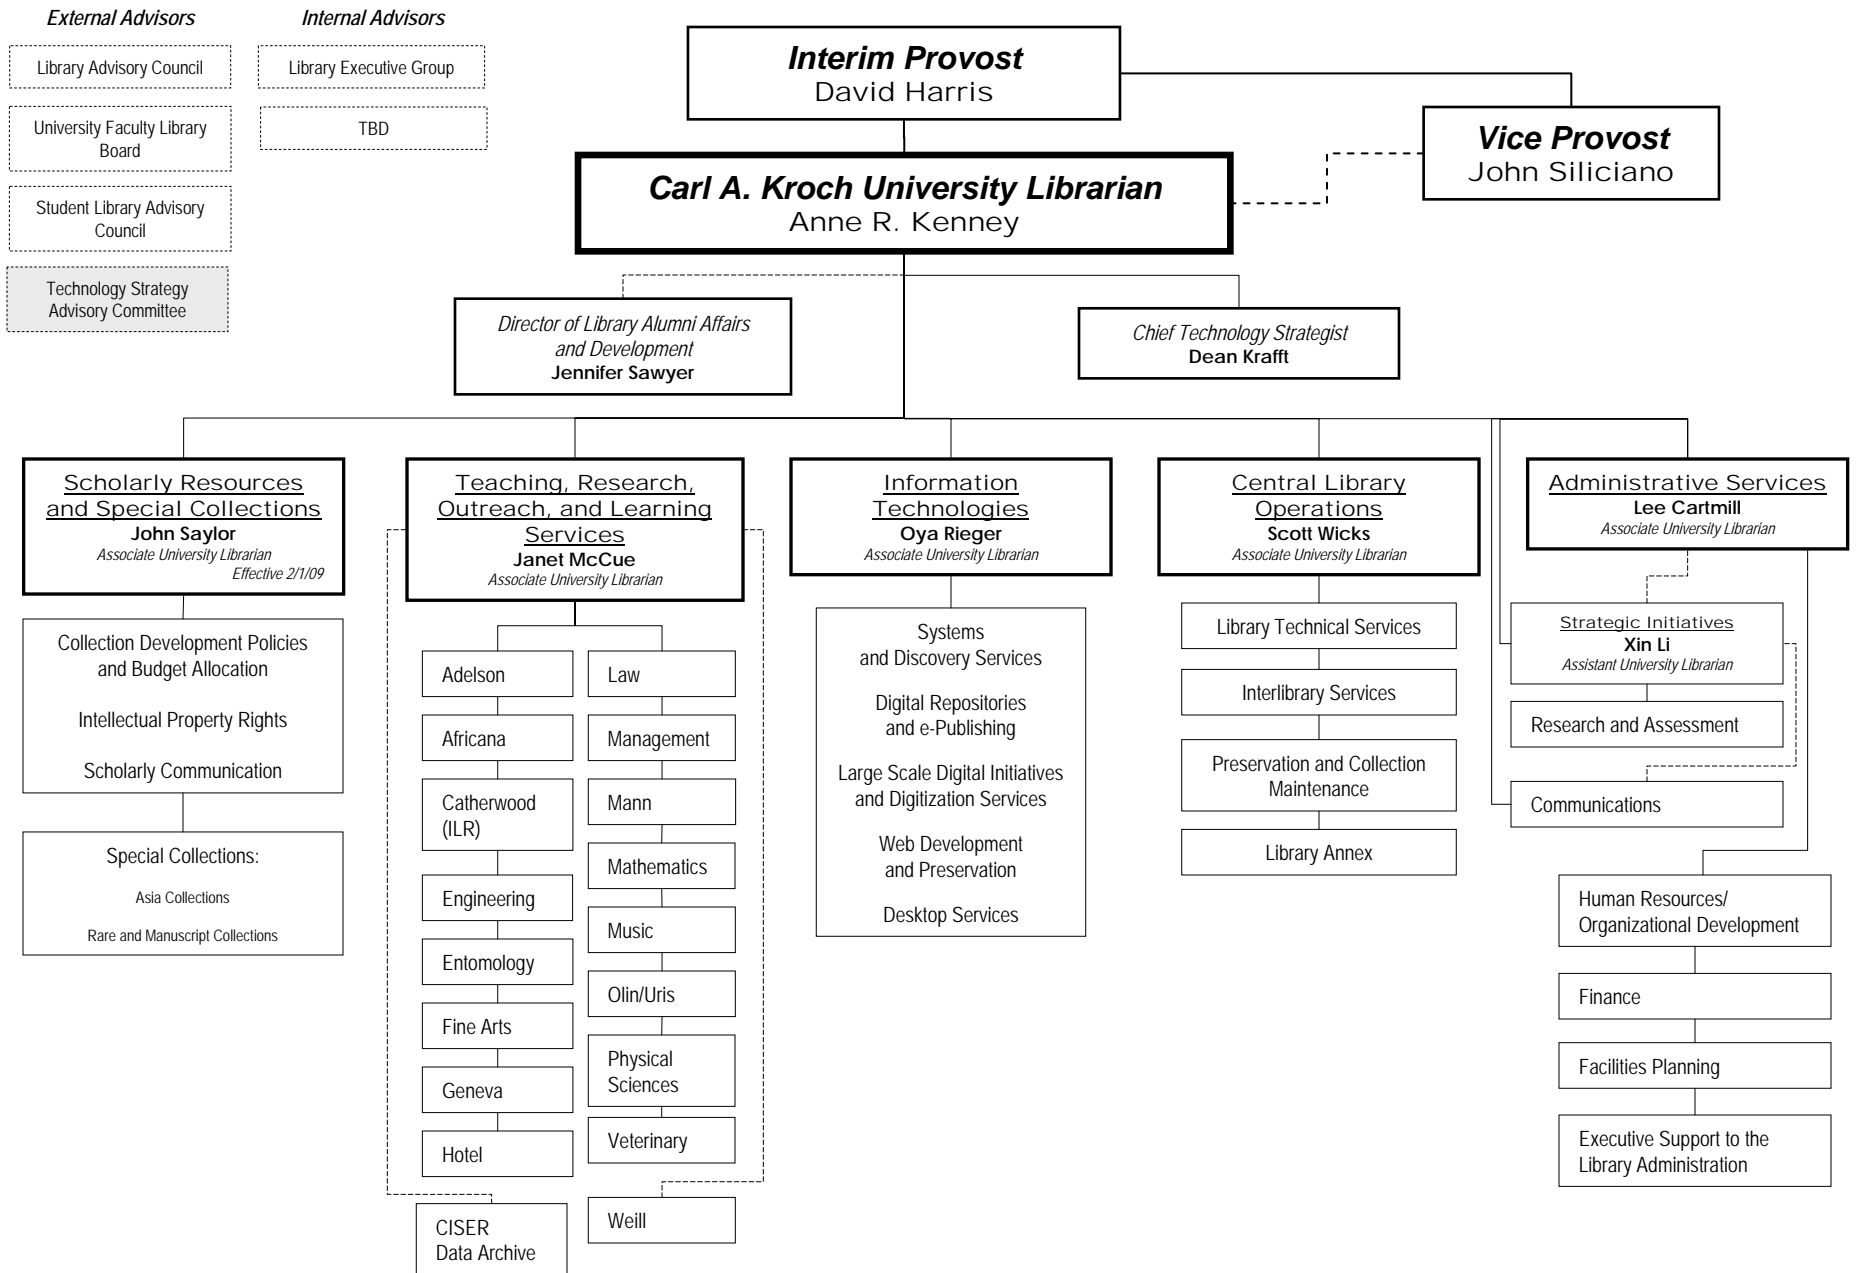 External Advisors
Library Advisory Council
University Faculty Library
Board
Student Library Advisory
Council
Technology Strategy
Advisory Committee
Internal Advisors
Library Executive Group
TBD
Interim Provost
David Harris
Vice Provost
John Siliciano
Carl A. Kroch University Librarian
Anne R. Kenney
Director of Library Alumni Affairs
and Development
Jennifer Sawyer
Chief Technology Strategist
Dean Krafft
Scholarly Resources
and Special Collections
John Saylor
Associate University Librarian
Effective 2/1/09
Collection Development Policies
and Budget Allocation
Intellectual Property Rights
Scholarly Communication
Special Collections:
Asia Collections
Rare and Manuscript Collections
Teaching, Research,
Outreach, and Learning
Services
Janet McCue
Associate University Librarian
Adelson
Africana
Catherwood
(ILR)
Engineering
Entomology
Fine Arts
Geneva
Hotel
CISER
Data Archive
Law
Management
Mann
Mathematics
Music
Olin/Uris
Physical
Sciences
Veterinary
Weill
Information
Technologies
Oya Rieger
Associate University Librarian
Systems
and Discovery Services
Digital Repositories
and e-Publishing
Large Scale Digital Initiatives
and Digitization Services
Web Development
and Preservation
Desktop Services
Central Library
Operations
Scott Wicks
Associate University Librarian
Library Technical Services
Interlibrary Services
Preservation and Collection
Maintenance
Library Annex
Administrative Services
Lee Cartmill
Associate University Librarian
Strategic Initiatives
Xin Li
Assistant University Librarian
Research and Assessment
Communications
Human Resources/
Organizational Development
Finance
Facilities Planning
Executive Support to the
Library Administration